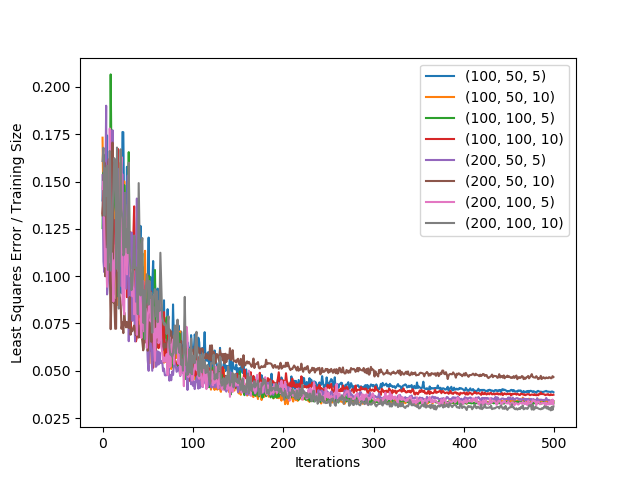 0.200
0.175
0.150
0.125
0.100
0.075
0.050
0.025
Least Squares Error / Training Size
(100, 50, 5)
(100, 50, 10)
(100, 100, 5)
(100, 100, 10)
(200, 50, 5)
(200, 50, 10)
(200, 100, 5)
(200, 100, 10)
0 100 200 300 400 500
Iterations